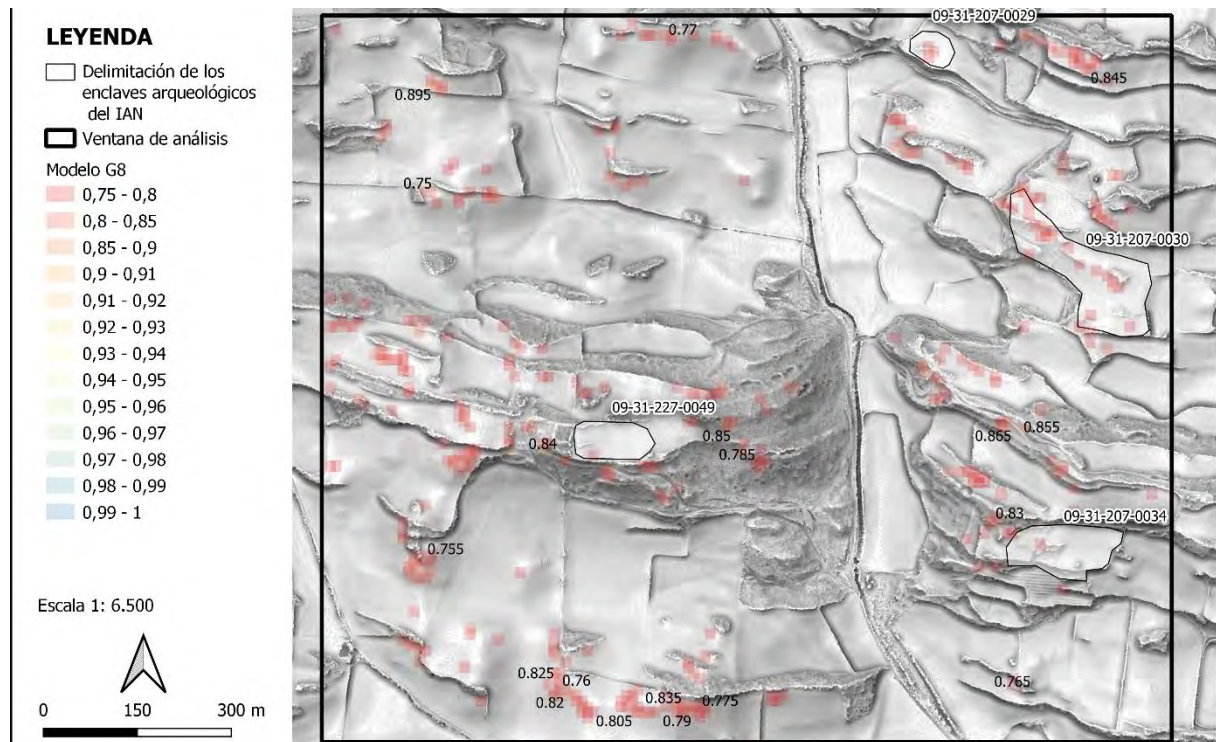 LEYENDA
Delimitación de los
enclaves arqueológicos
del IAN
Ventana de análisis
Modelo G8
0,75 - 0,8
0,8 - 0,85
0,85 - 0,9
0,9 - 0,91
0,91 - 0,92
0,92 - 0,93
0,93 - 0,94
0,94 - 0,95
0,95 - 0,96
0,96 - 0,97
0,97 - 0,98
0,98 - 0,99
0,99 - 1
Escala 1: 6.500
0 150 300 m
09-31-207-0029
0.77
0.845
0.895
0.75
09-31-207-0030
09-31-227-0049
0.84
0.85
0.785
0.855
0.865
0.83
09-31-207-0034
0.755
0.825
0.76
0.82
0.835
0.775
0.805
0.79
0.765